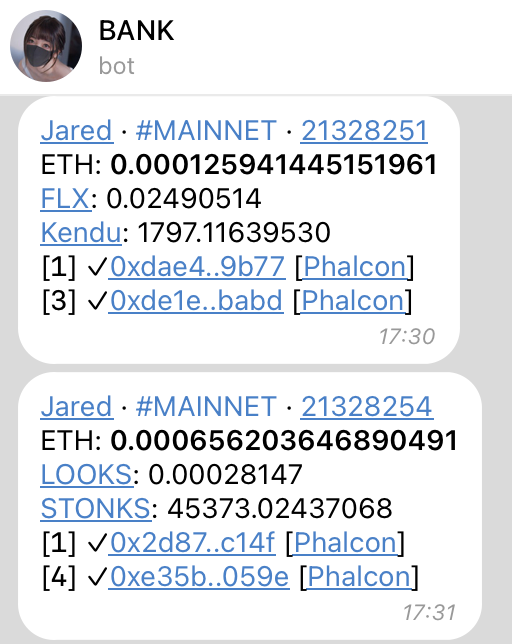 BANK
bot
Jared · #MAINNET · 21328251
ETH: 0.000125941445151961
FLX: 0.02490514
Kendu: 1797.11639530
[1] ✓0xdae4..9b77 [Phalcon]
[3] ✓0xde1e..babd [Phalcon]
17:30
Jared · #MAINNET · 21328254
ETH: 0.000656203646890491
LOOKS: 0.00028147
STONKS: 45373.02437068
[1] ✓0x2d87..c14f [Phalcon]
[4] ✓0xe35b..059e [Phalcon]
17:31